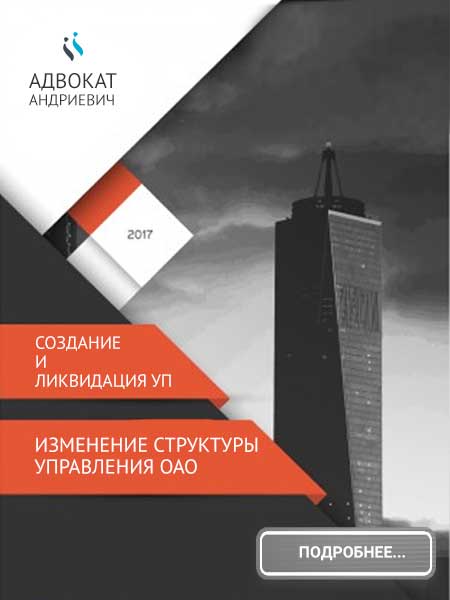 АДВОКАТ
АНДРИЕВИЧ
2017
СОЗДАНИЕ
И
ЛИКВИДАЦИЯ УП
ИЗМЕНЕНИЕ СТРУКТУРЫ
УПРАВЛЕНИЯ ОАО
ПОДРОБНЕЕ...